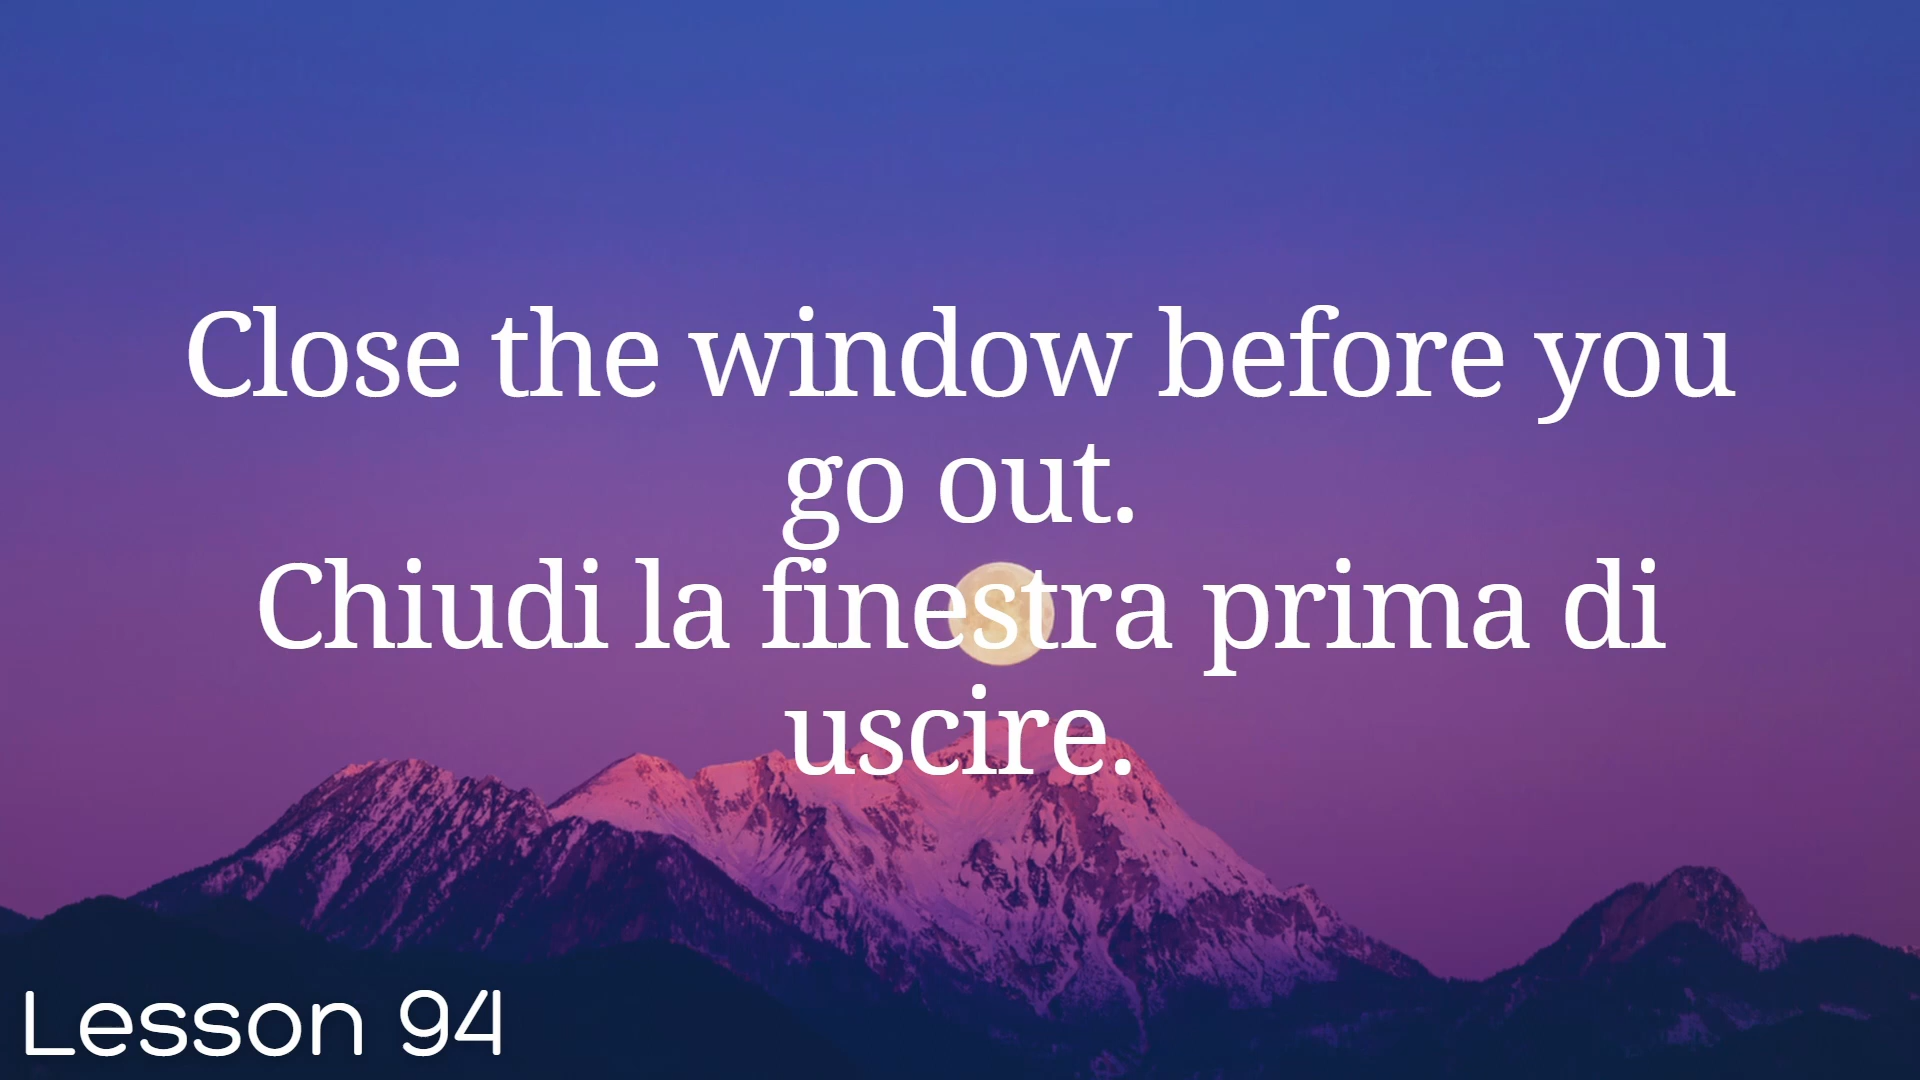 Close the window before you
go out.
Chiudi la finestra prima di
uscire.
Lesson 94